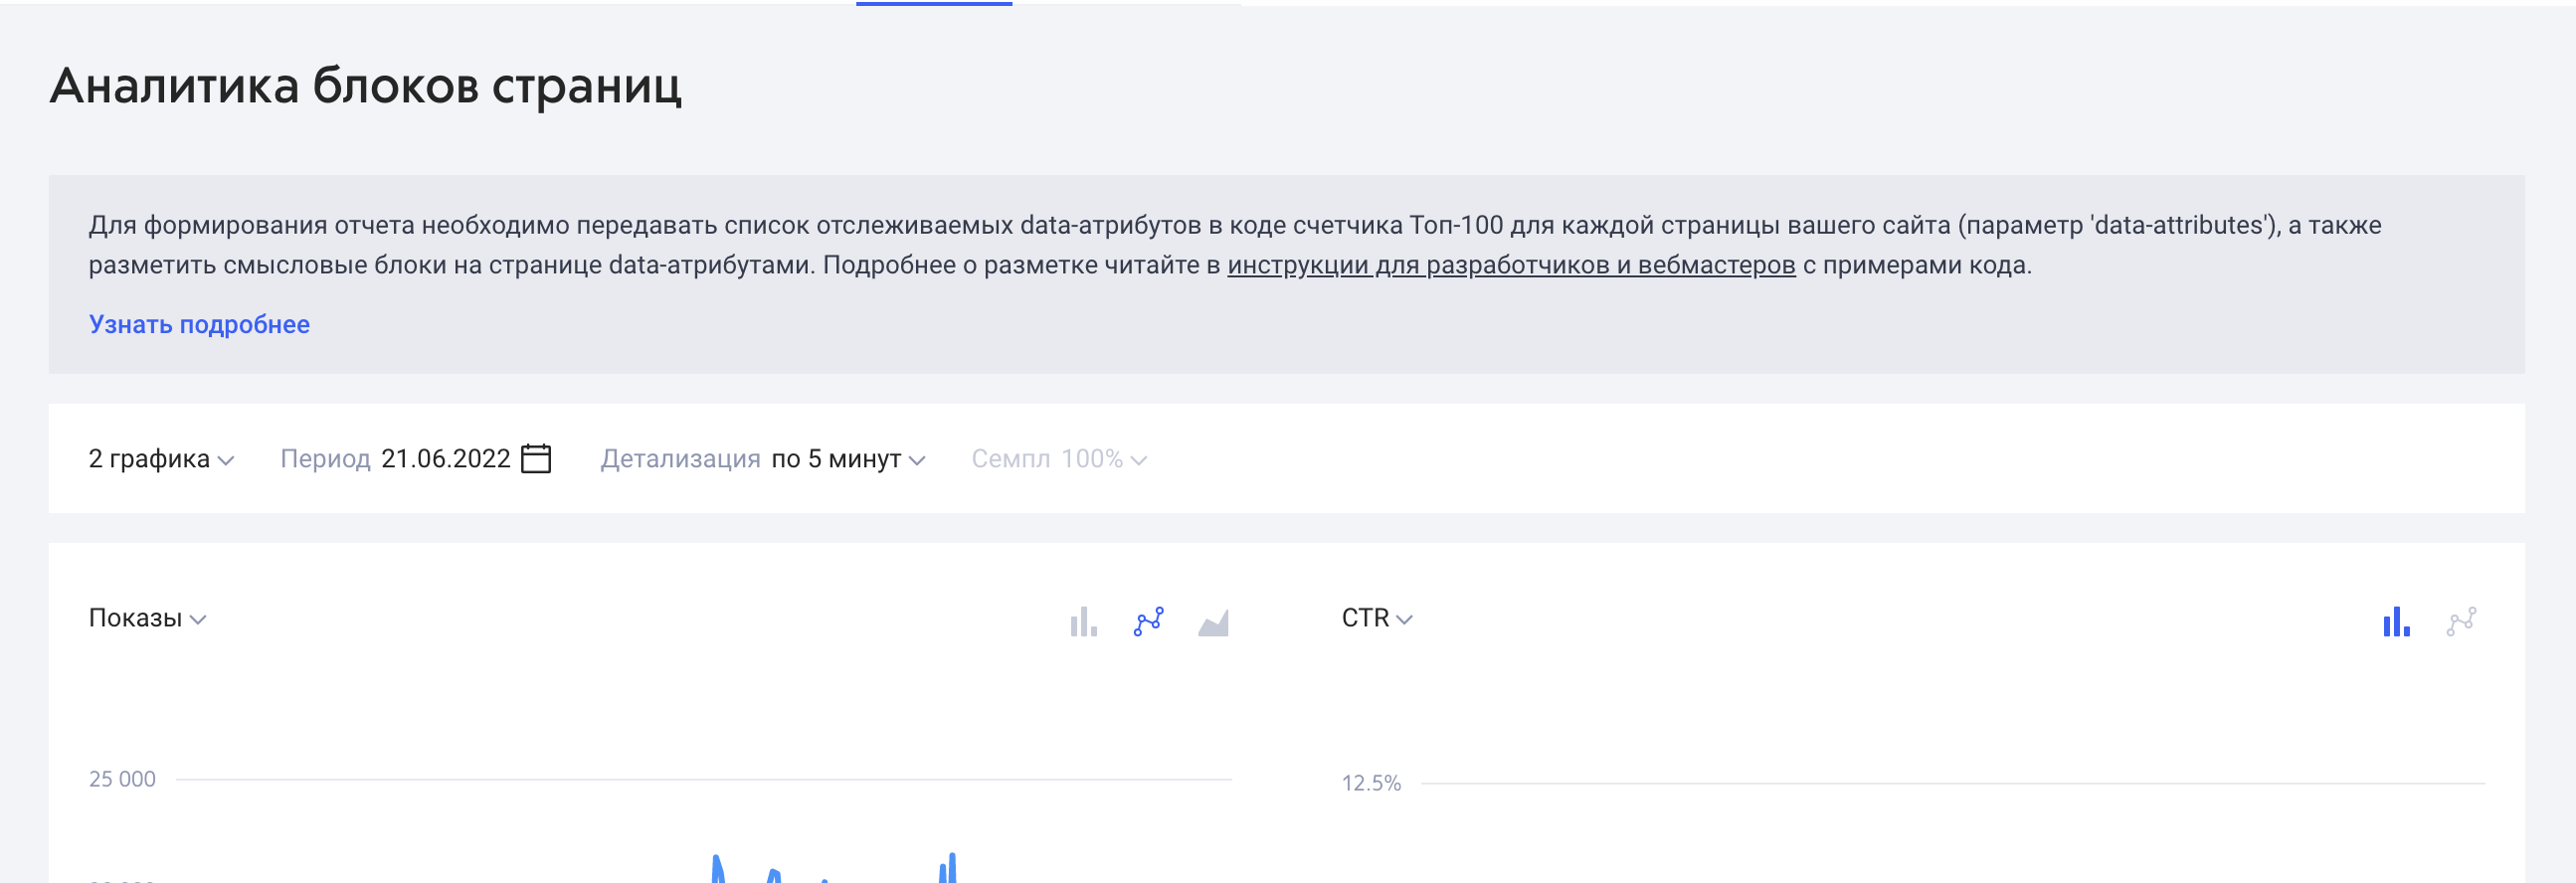 Аналитика блоков страниц
Для формирования отчета необходимо передавать список отслеживаемых data-атрибутов в коде счетчика Топ-100 для каждой страницы вашего сайта (параметр 'data-attributes'), а также
разметить смысловые блоки на странице data-атрибутами. Подробнее о разметке читайте в инструкции для разработчиков и вебмастеров с примерами кода.
Узнать подробнее
2 графика Период 21.06.2022 Детализация по 5 минут Семпл 100%
Показы
CTR
25 000
12.5%